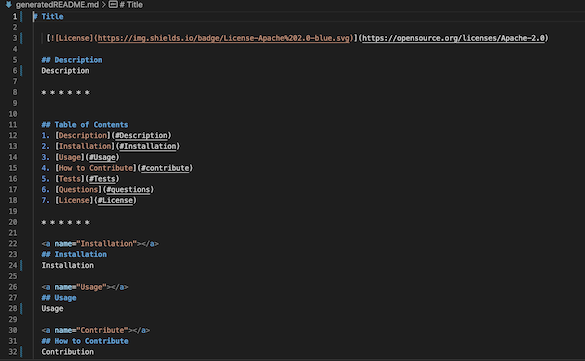 generatedREADME.md > # Title
1 # Title
2
3 [![License](https://img.shields.io/badge/License-Apache%202.0-blue.svg)](https://opensource.org/licenses/Apache-2.0)
4
5 ## Description
6 Description
7
8 * * * * * *
9
10
11 ## Table of Contents
12 1. [Description](#Description)
13 2. [Installation](#Installation)
14 3. [Usage](#Usage)
15 4. [How to Contribute](#contribute)
16 5. [Tests](#Tests)
17 6. [Questions](#questions)
18 7. [License](#License)
19
20 * * * * * *
21
22 <a name="Installation"></a>
23 ## Installation
24 Installation
25
26 <a name="Usage"></a>
27 ## Usage
28 Usage
29
30 <a name="Contribute"></a>
31 ## How to Contribute
32 Contribution